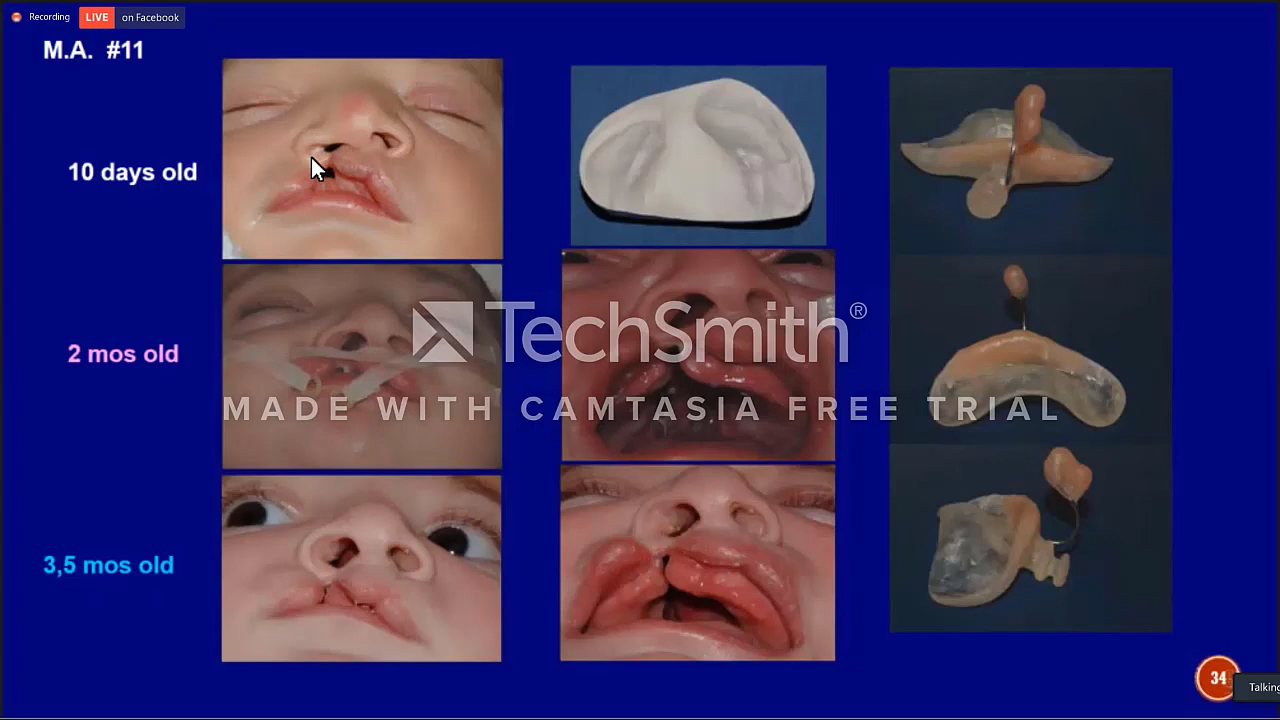 Recording LIVE on Facebook
M.A. #11
10 days old
2 mos old
TechSmith®
MADE WITH CAMTASIA FREE TRIAL
3,5 mos old
34
Talking